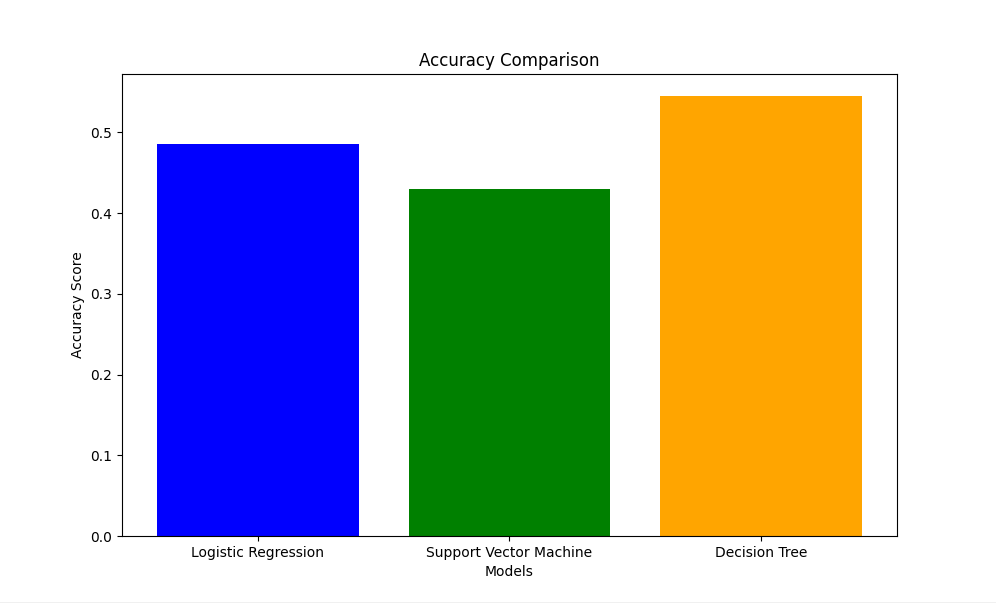 Accuracy Comparison
Accuracy Score
0.5
0.4
0.3
0.2
0.1
0.0
Logistic Regression Support Vector Machine Decision Tree
Models